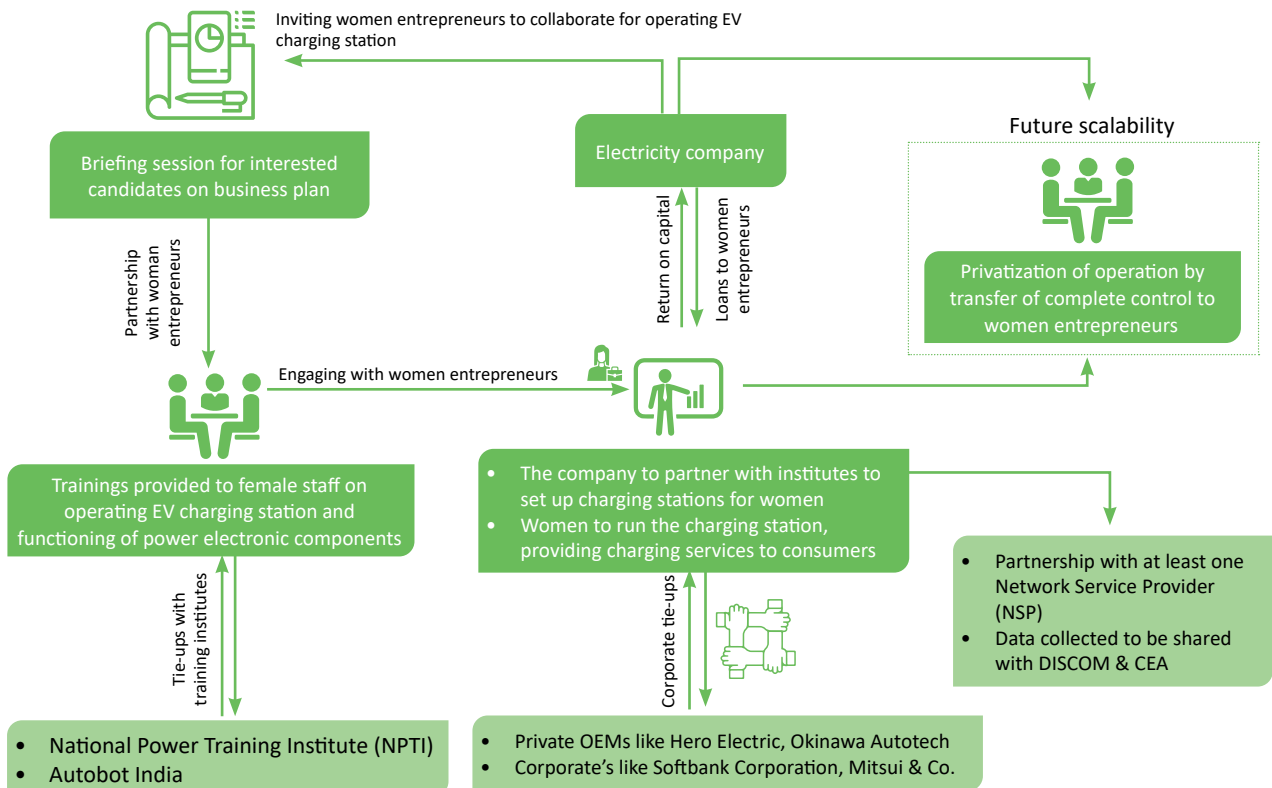 Inviting women entrepreneurs to collaborate for operating EV
charging station
Briefing session for interested
candidates on business plan
Electricity company
Future scalability
Privatization of operation by
transfer of complete control to
women entrepreneurs
Partnership
with woman
entrepreneurs
Return on capital
Loans to women
entrepreneurs
Engaging with women entrepreneurs
Trainings provided to female staff on
operating EV charging station and
functioning of power electronic components
• The company to partner with institutes to
set up charging stations for women
• Women to run the charging station,
providing charging services to consumers
• Partnership with at least one
Network Service Provider
(NSP)
• Data collected to be shared
with DISCOM & CEA
Tie-ups with
training institutes
Corporate tie-ups
• National Power Training Institute (NPTI)
• Autobot India
• Private OEMs like Hero Electric, Okinawa Autotech
• Corporate's like Softbank Corporation, Mitsui & Co.